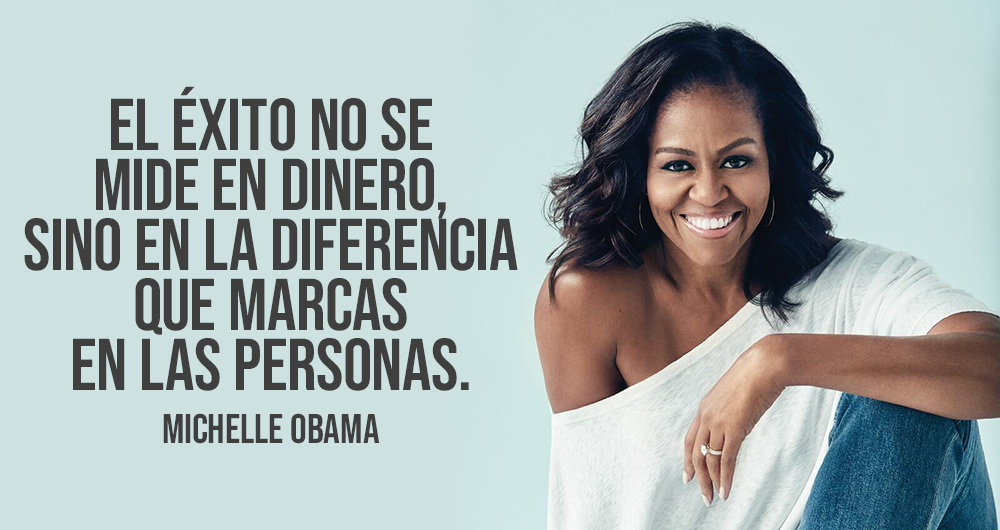 EL ÉXITO NO SE
MIDE EN DINERO,
SINO EN LA DIFERENCIA
QUE MARCAS
EN LAS PERSONAS.
MICHELLE OBAMA